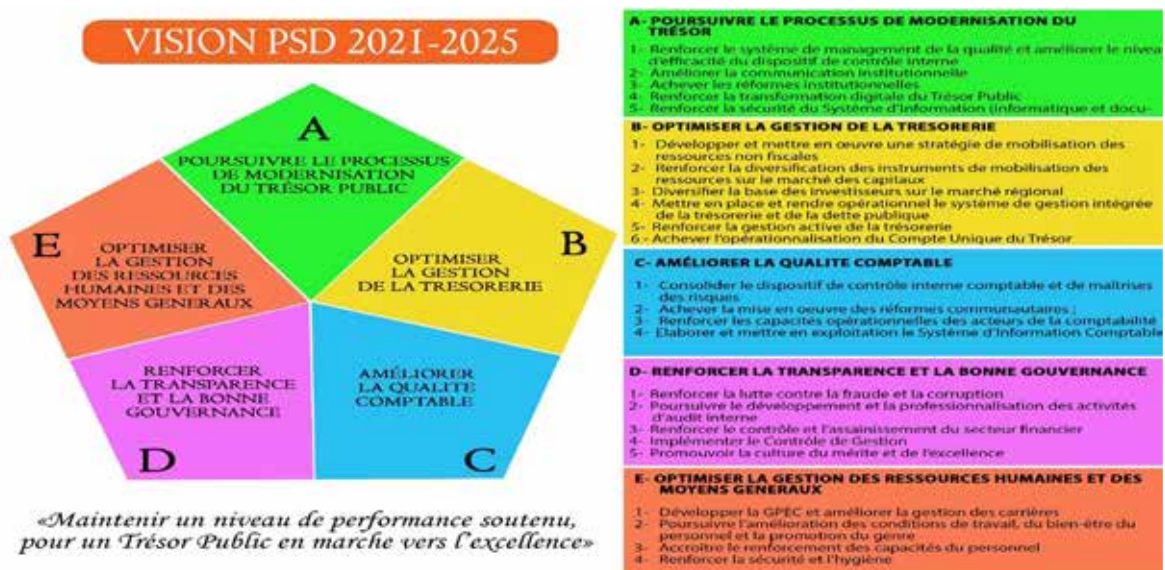 VISION PSD 2021-2025
A
POURSUIVRE LE PROCESSUS
DE MODERNISATION
DU TRÉSOR PUBLIC
B
OPTIMISER
LA GESTION
DE LA TRESORERIE
C
AMÉLIORER
LA QUALITE
COMPTABLE
D
RENFORCER
LA TRANSPARENCE
ET LA BONNE
GOUVERNANCE
E
OPTIMISER
LA GESTION
DES RESSOURCES
HUMAINES ET DES
MOYENS GENERAUX
«Maintenir un niveau de performance soutenu,
pour un Trésor Public en marche vers l'excellence»
A- POURSUIVRE LE PROCESSUS DE MODERNISATION DU
TRÉSOR
1- Renforcer le système de management de la qualité et améliorer le nivea
d'efficacité du dispositif de contrôle interne
2- Améliorer la communication institutionnelle
3- Achever les réformes institutionnelles
4- Renforcer la transformation digitale du Trésor Public
5- Renforcer la sécurité du Système d'Information (informatique et docu-
B- OPTIMISER LA GESTION DE LA TRESORERIE
1- Développer et mettre en œuvre une stratégie de mobilisation des
ressources non fiscales
2- Renforcer la diversification des instruments de mobilisation des
ressources sur le marché des capitaux
3- Diversifier la base des investisseurs sur le marché régional
4- Mettre en place et rendre opérationnel le système de gestion intégrée
de la trésorerie et de la dette publique
5- Renforcer la gestion active de la trésorerie
6- Achever l'opérationnalisation du Compte Unique du Trésor
C- AMÉLIORER LA QUALITE COMPTABLE
1- Consolider le dispositif de contrôle interne comptable et de maîtrises
des risques
2- Achever la mise en oeuvre des réformes communautaires ;
3- Renforcer les capacités opérationnelles des acteurs de la comptabilité
4- Elaborer et mettre en exploitation le Système d'Information Comptable
D- RENFORCER LA TRANSPARENCE ET LA BONNE GOUVERNANCE
1- Renforcer la lutte contre la fraude et la corruption
2- Poursuivre le développement et la professionnalisation des activités
d'audit interne
3- Renforcer le contrôle et l'assainissement du secteur financier
4- Implémenter le Contrôle de Gestion
5- Promouvoir la culture du mérite et de l'excellence
E- OPTIMISER LA GESTION DES RESSOURCES HUMAINES ET DES
MOYENS GENERAUX
1- Développer la GPEC et améliorer la gestion des carrières
2- Poursuivre l'amélioration des conditions de travail, du bien-être du
personnel et la promotion du genre
3- Accroître le renforcement des capacités du personnel
4- Renforcer la sécurité et l'hygiène